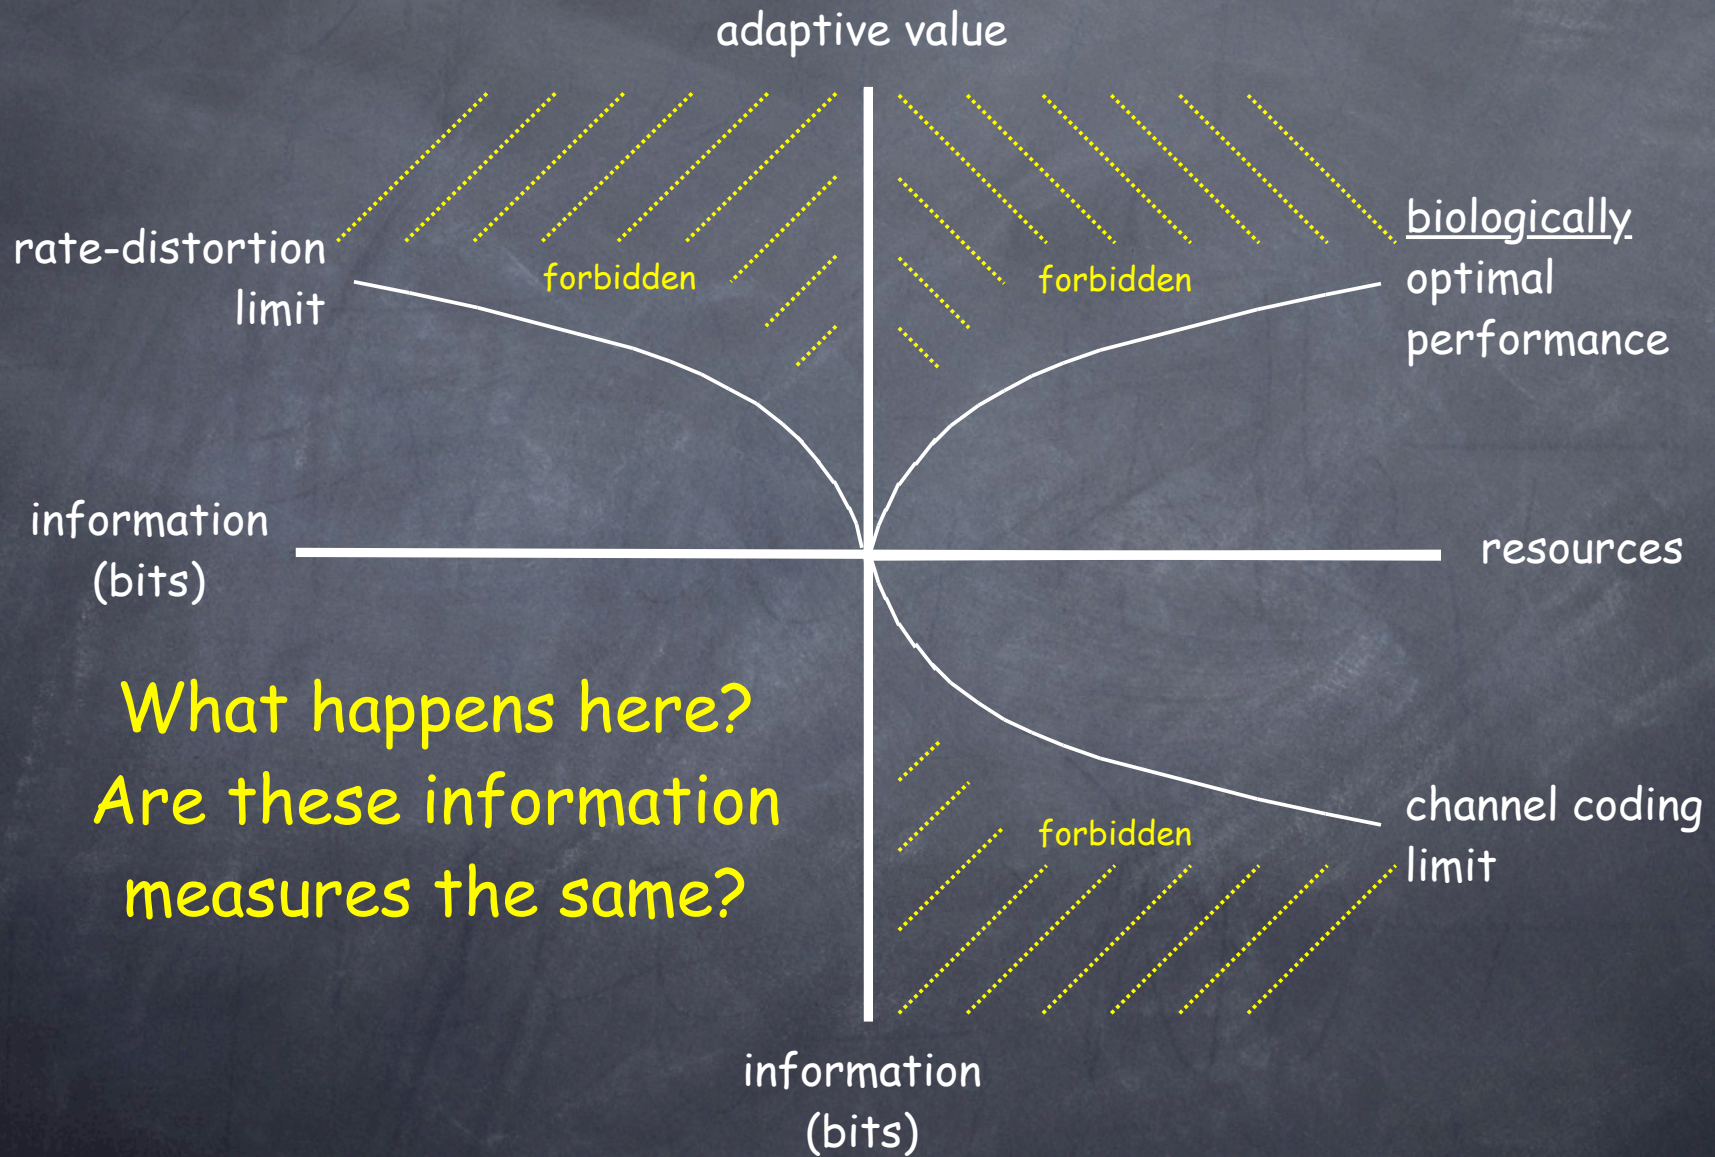 adaptive value
rate-distortion
limit
forbidden
forbidden
biologically
optimal
performance
information
(bits)
resources
What happens here?
Are these information
measures the same?
forbidden
channel coding
limit
information
(bits)